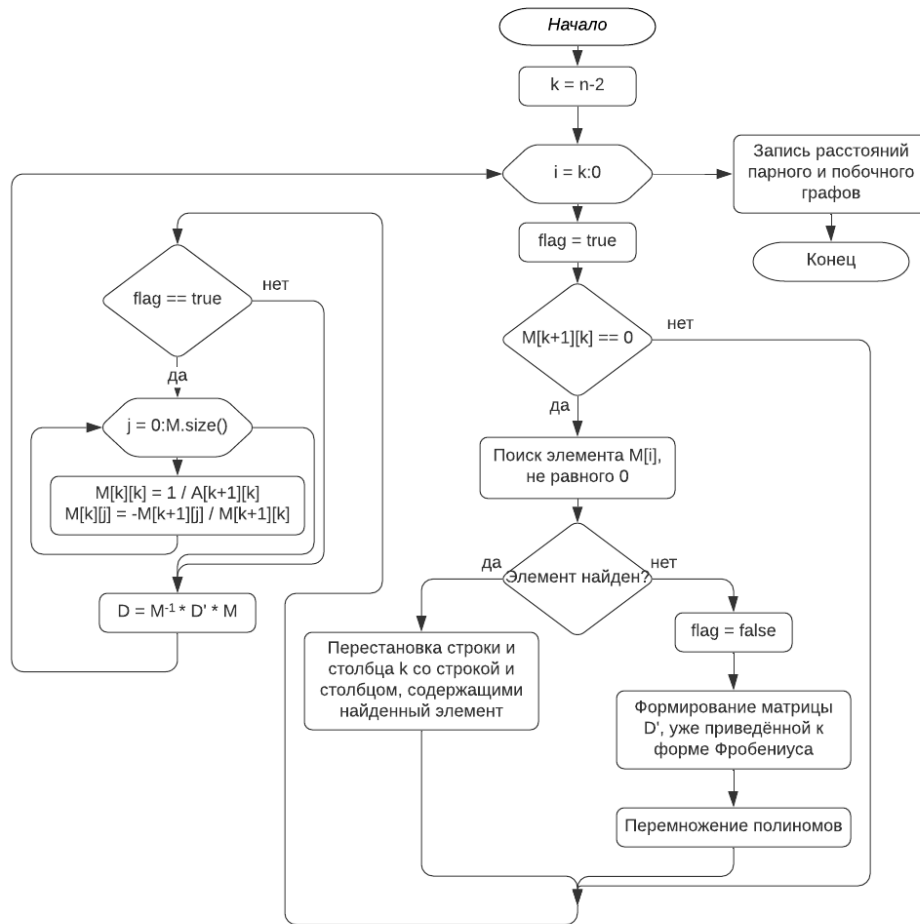 Начало
k = n-2
i = k:0
Запись расстояний
парного и побочного
графов
Конец
flag = true
M[k+1][k] == 0
нет
да
Поиск элемента M[i],
не равного 0
Элемент найден?
да
нет
Перестановка строки и
столбца k со строкой и
столбцом, содержащими
найденный элемент
flag = false
Формирование матрицы
D', уже приведённой к
форме Фробениуса
Перемножение полиномов
flag == true
нет
да
j = 0:M.size()
M[k][k] = 1 / A[k+1][k]
M[k][j] = -M[k+1][j] / M[k+1][k]
D = M⁻¹ * D' * M